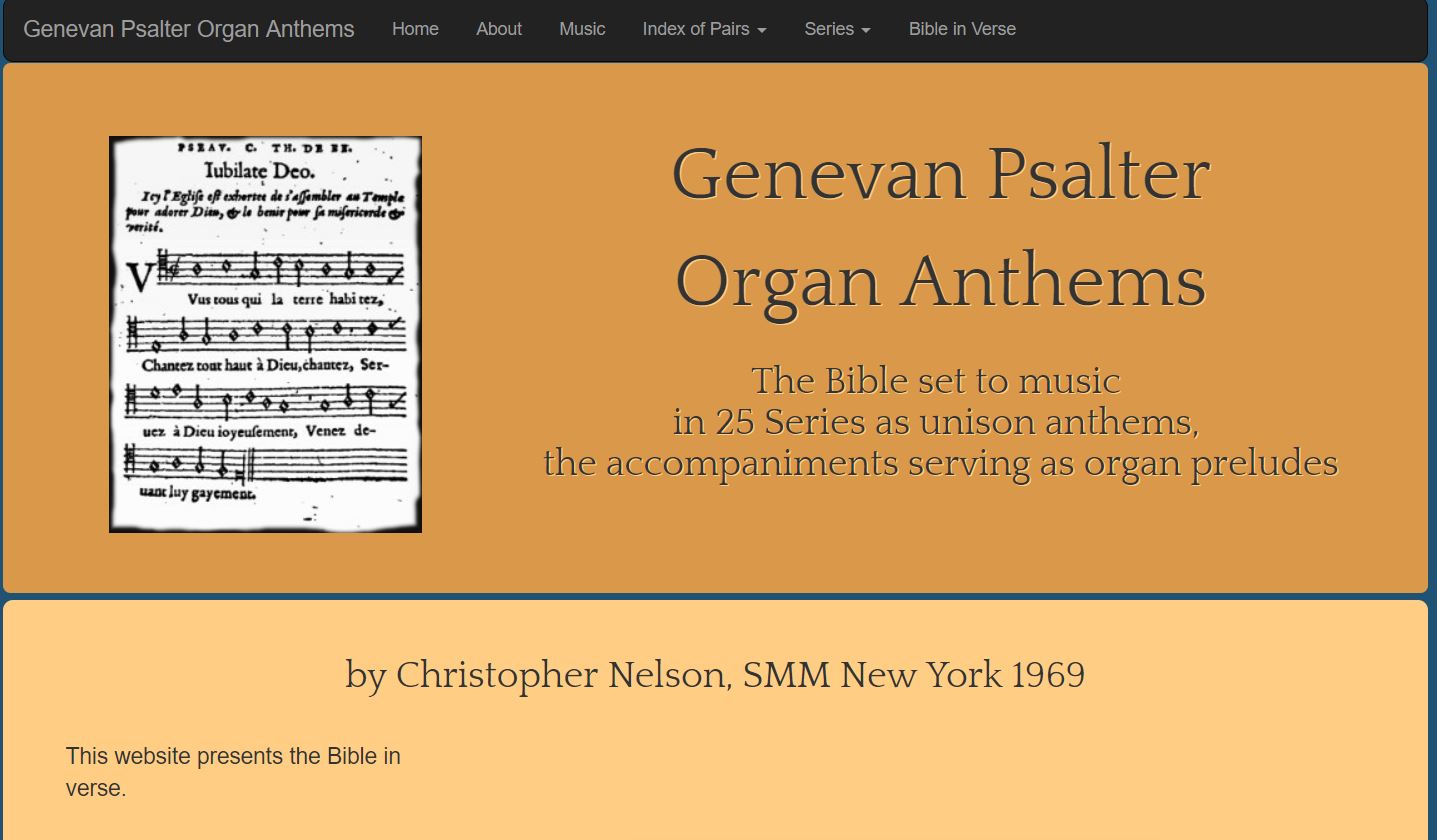 Genevan Psalter Organ Anthems Home About Music Index of Pairs Series Bible in Verse
PSEAV. C. TH. DE BE.
Iubilate Deo.
Icy l'Eglise est exhortee de s'assembler au Temple
pour adorer Dieu, & le benir pour sa misericorde &
verité.
Vus tous qui la terre habitez,
Chantez tout haut à Dieu, chantez, Ser-
uez à Dieu ioyeusement, Venez de-
uant luy gayement.
Genevan Psalter
Organ Anthems
The Bible set to music
in 25 Series as unison anthems,
the accompaniments serving as organ preludes
by Christopher Nelson, SMM New York 1969
This website presents the Bible in
verse.